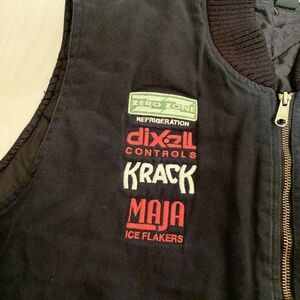 ZERO ZONE
REFRIGERATION
dixell
CONTROLS
KRACK
MAJA
ICE FLAKERS